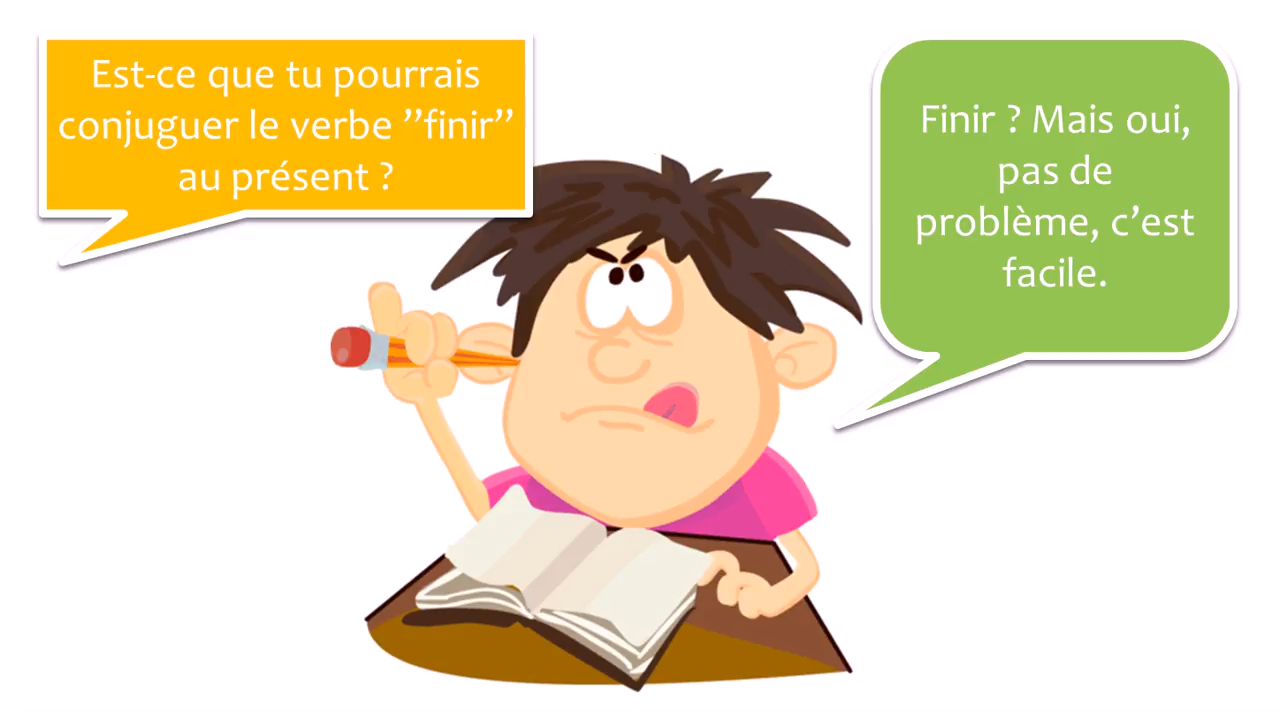 Est-ce que tu pourrais
conjuguer le verbe ”finir”
au présent ?
Finir ? Mais oui,
pas de
problème, c’est
facile.